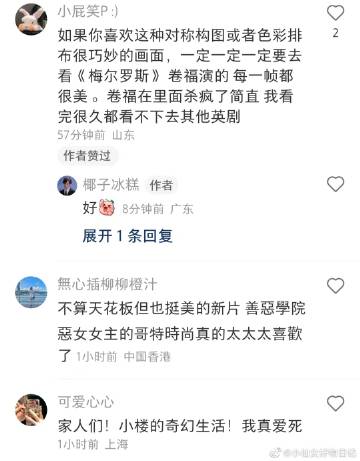 小屁笑P :)
如果你喜欢这种对称构图或者色彩排
布很巧妙的画面，一定一定一定要去
看《梅尔罗斯》卷福演的 每一帧都
很美 。卷福在里面杀疯了简直 我看
完很久都看不下去其他英剧
2
57分钟前 山东
作者赞过
椰子冰糕 作者
好 8分钟前 广东
展开 1 条回复
無心插柳柳橙汁
不算天花板但也挺美的新片 善惡學院
惡女女主的哥特時尚真的太太太喜歡
了 1小时前 中国香港
可爱心心
家人们！小楼的奇幻生活！我真爱死
1小时前 上海